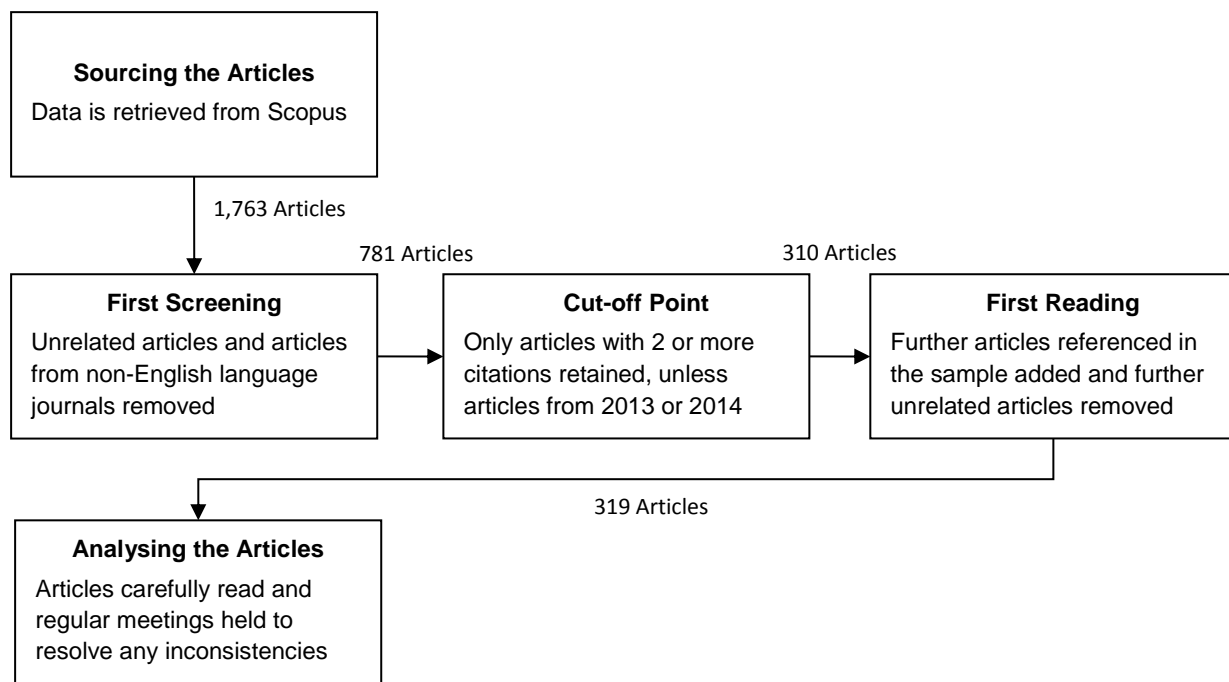 Sourcing the Articles
Data is retrieved from Scopus
1,763 Articles
781 Articles
310 Articles
First Screening
Unrelated articles and articles
from non-English language
journals removed
Cut-off Point
Only articles with 2 or more
citations retained, unless
articles from 2013 or 2014
First Reading
Further articles referenced in
the sample added and further
unrelated articles removed
319 Articles
Analysing the Articles
Articles carefully read and
regular meetings held to
resolve any inconsistencies